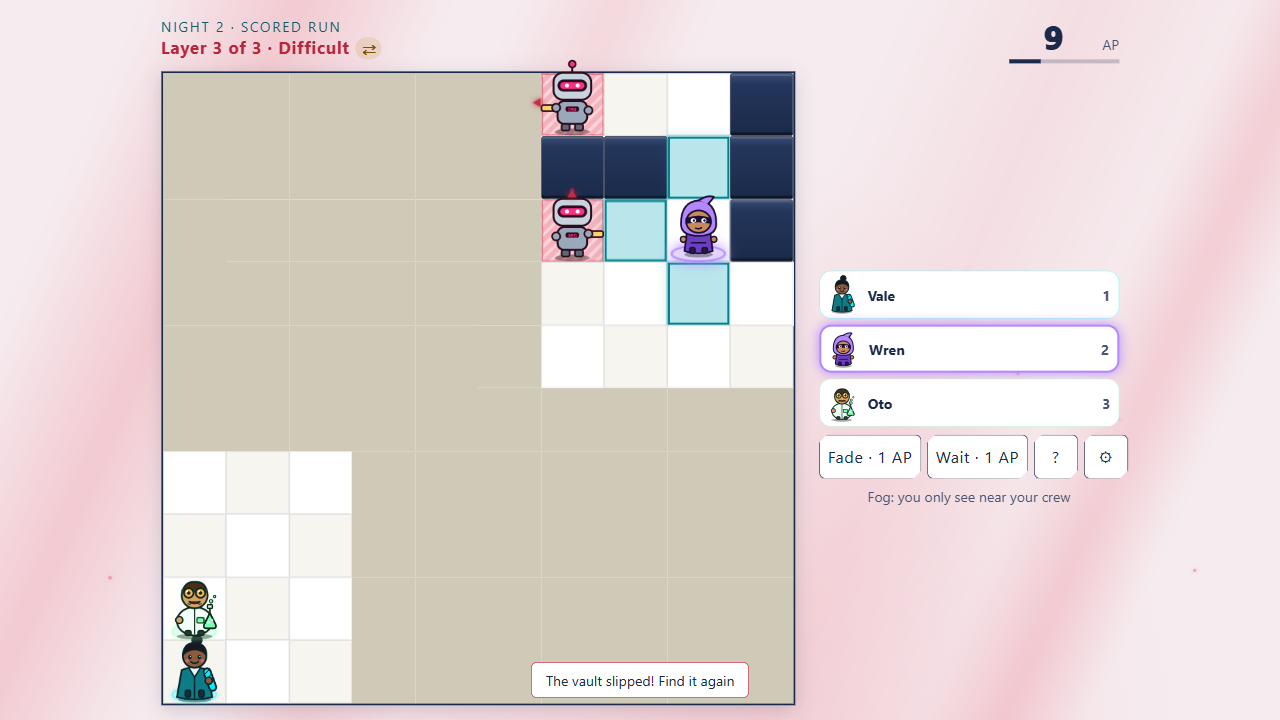 NIGHT 2 · SCORED RUN
Layer 3 of 3 · Difficult ⇄
9 AP
Vale 1
Wren 2
Oto 3
Fade · 1 AP
Wait · 1 AP
?
Fog: you only see near your crew
The vault slipped! Find it again